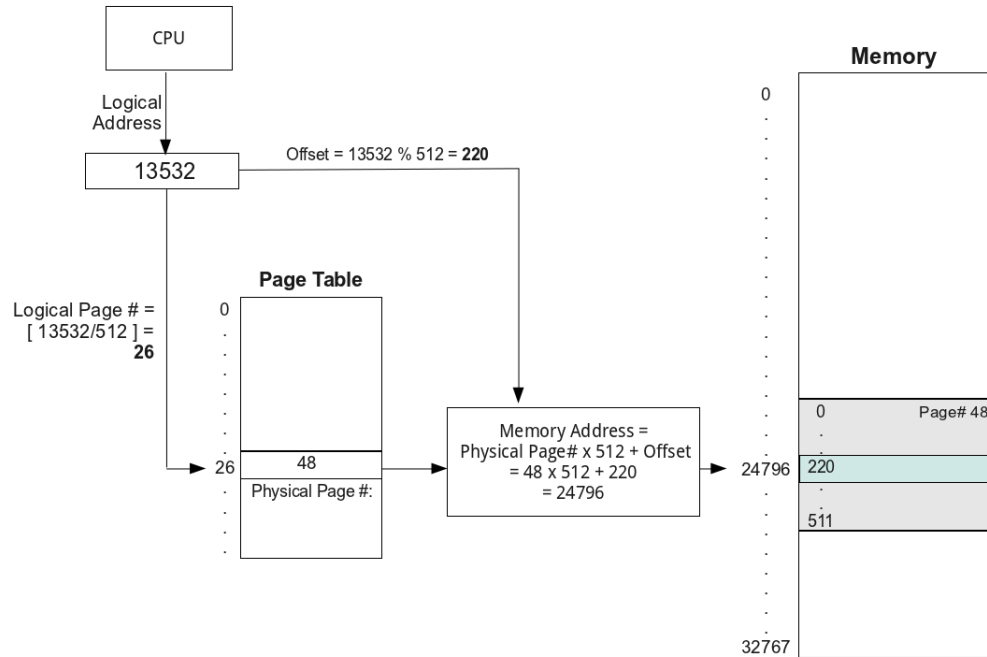 CPU
Memory
Logical
Address
0
13532
Offset = 13532 % 512 = 220
Page Table
Logical Page # =
[ 13532/512 ] =
26
0
0
Page# 48
Memory Address =
Physical Page# x 512 + Offset
= 48 x 512 + 220
= 24796
26
48
24796
220
Physical Page #:
511
32767